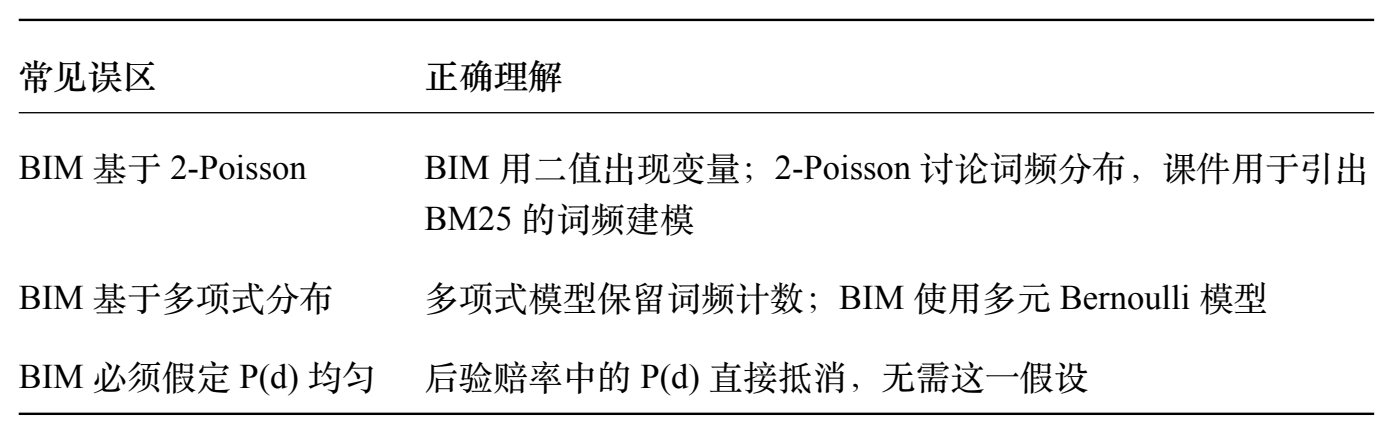 常见误区 正确理解
BIM 基于 2-Poisson BIM 用二值出现变量；2-Poisson 讨论词频分布，课件用于引出
BM25 的词频建模
BIM 基于多项式分布 多项式模型保留词频计数；BIM 使用多元 Bernoulli 模型
BIM 必须假定 P(d) 均匀 后验赔率中的 P(d) 直接抵消，无需这一假设